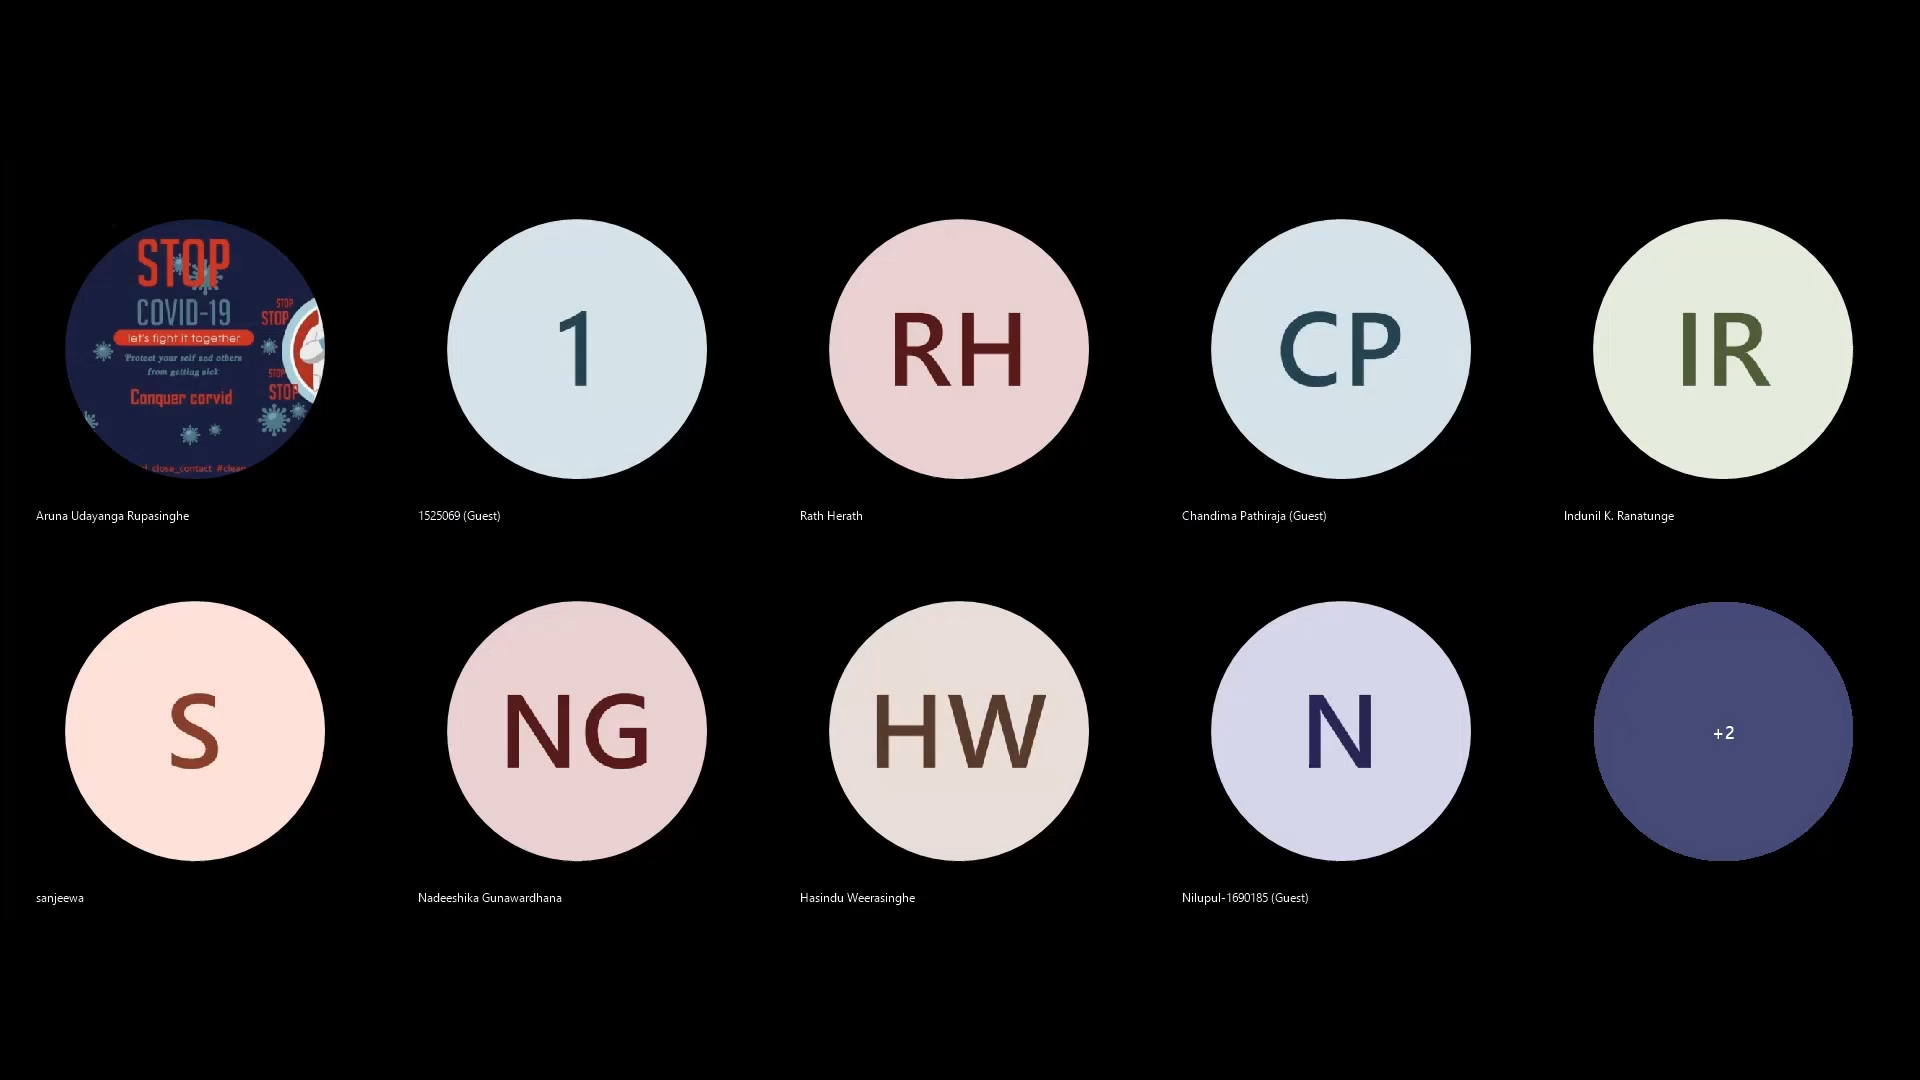 STOP
COVID-19
let's fight it together
Protect your self and others
from getting sick
Conquer corvid
STOP
STOP
STOP
STOP
close_contact #clean
1
RH
CP
IR
Aruna Udayanga Rupasinghe
1525069 (Guest)
Rath Herath
Chandima Pathiraja (Guest)
Indunil K. Ranatunge
S
NG
HW
N
+2
sanjeewa
Nadeeshika Gunawardhana
Hasindu Weerasinghe
Nilupul-1690185 (Guest)